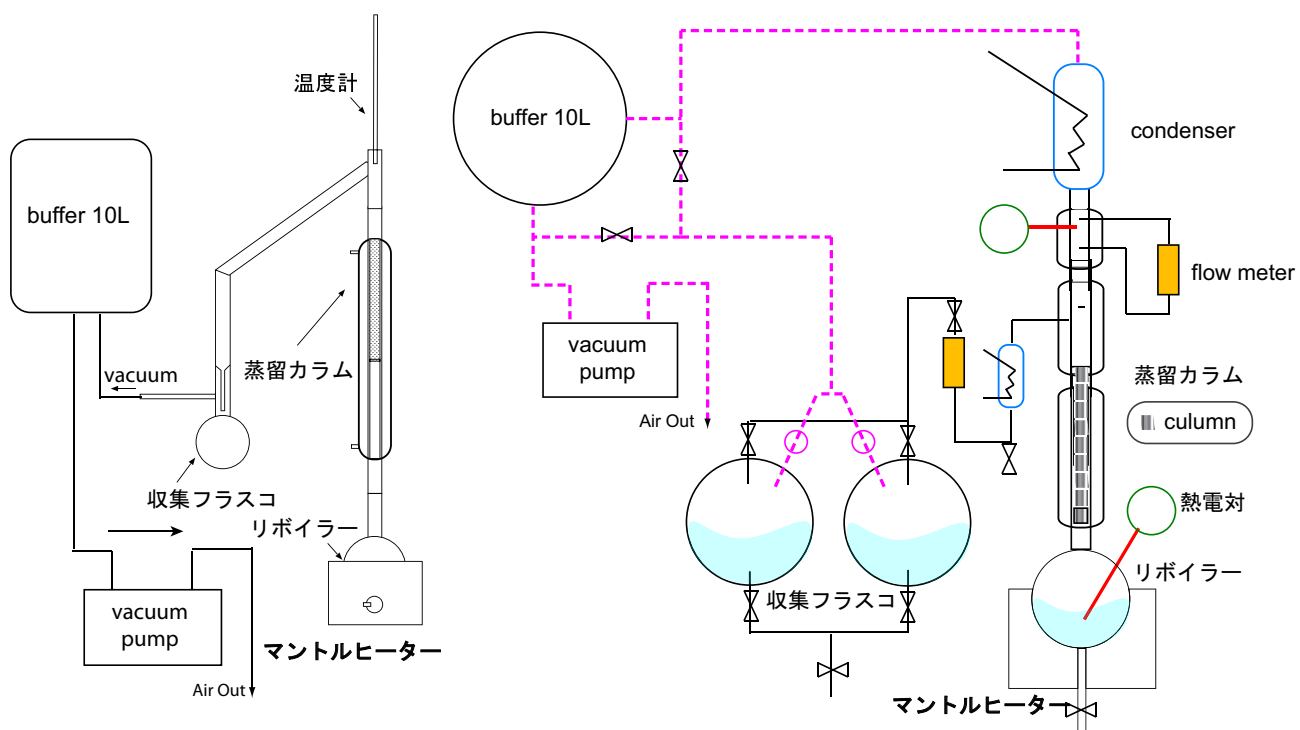 温度計
buffer 10L
蒸留カラム
vacuum
収集フラスコ
リボイラー
vacuum
pump
マントルヒーター
Air Out
buffer 10L
condenser
flow meter
vacuum
pump
Air Out
蒸留カラム
culumn
熱電対
リボイラー
収集フラスコ
マントルヒーター